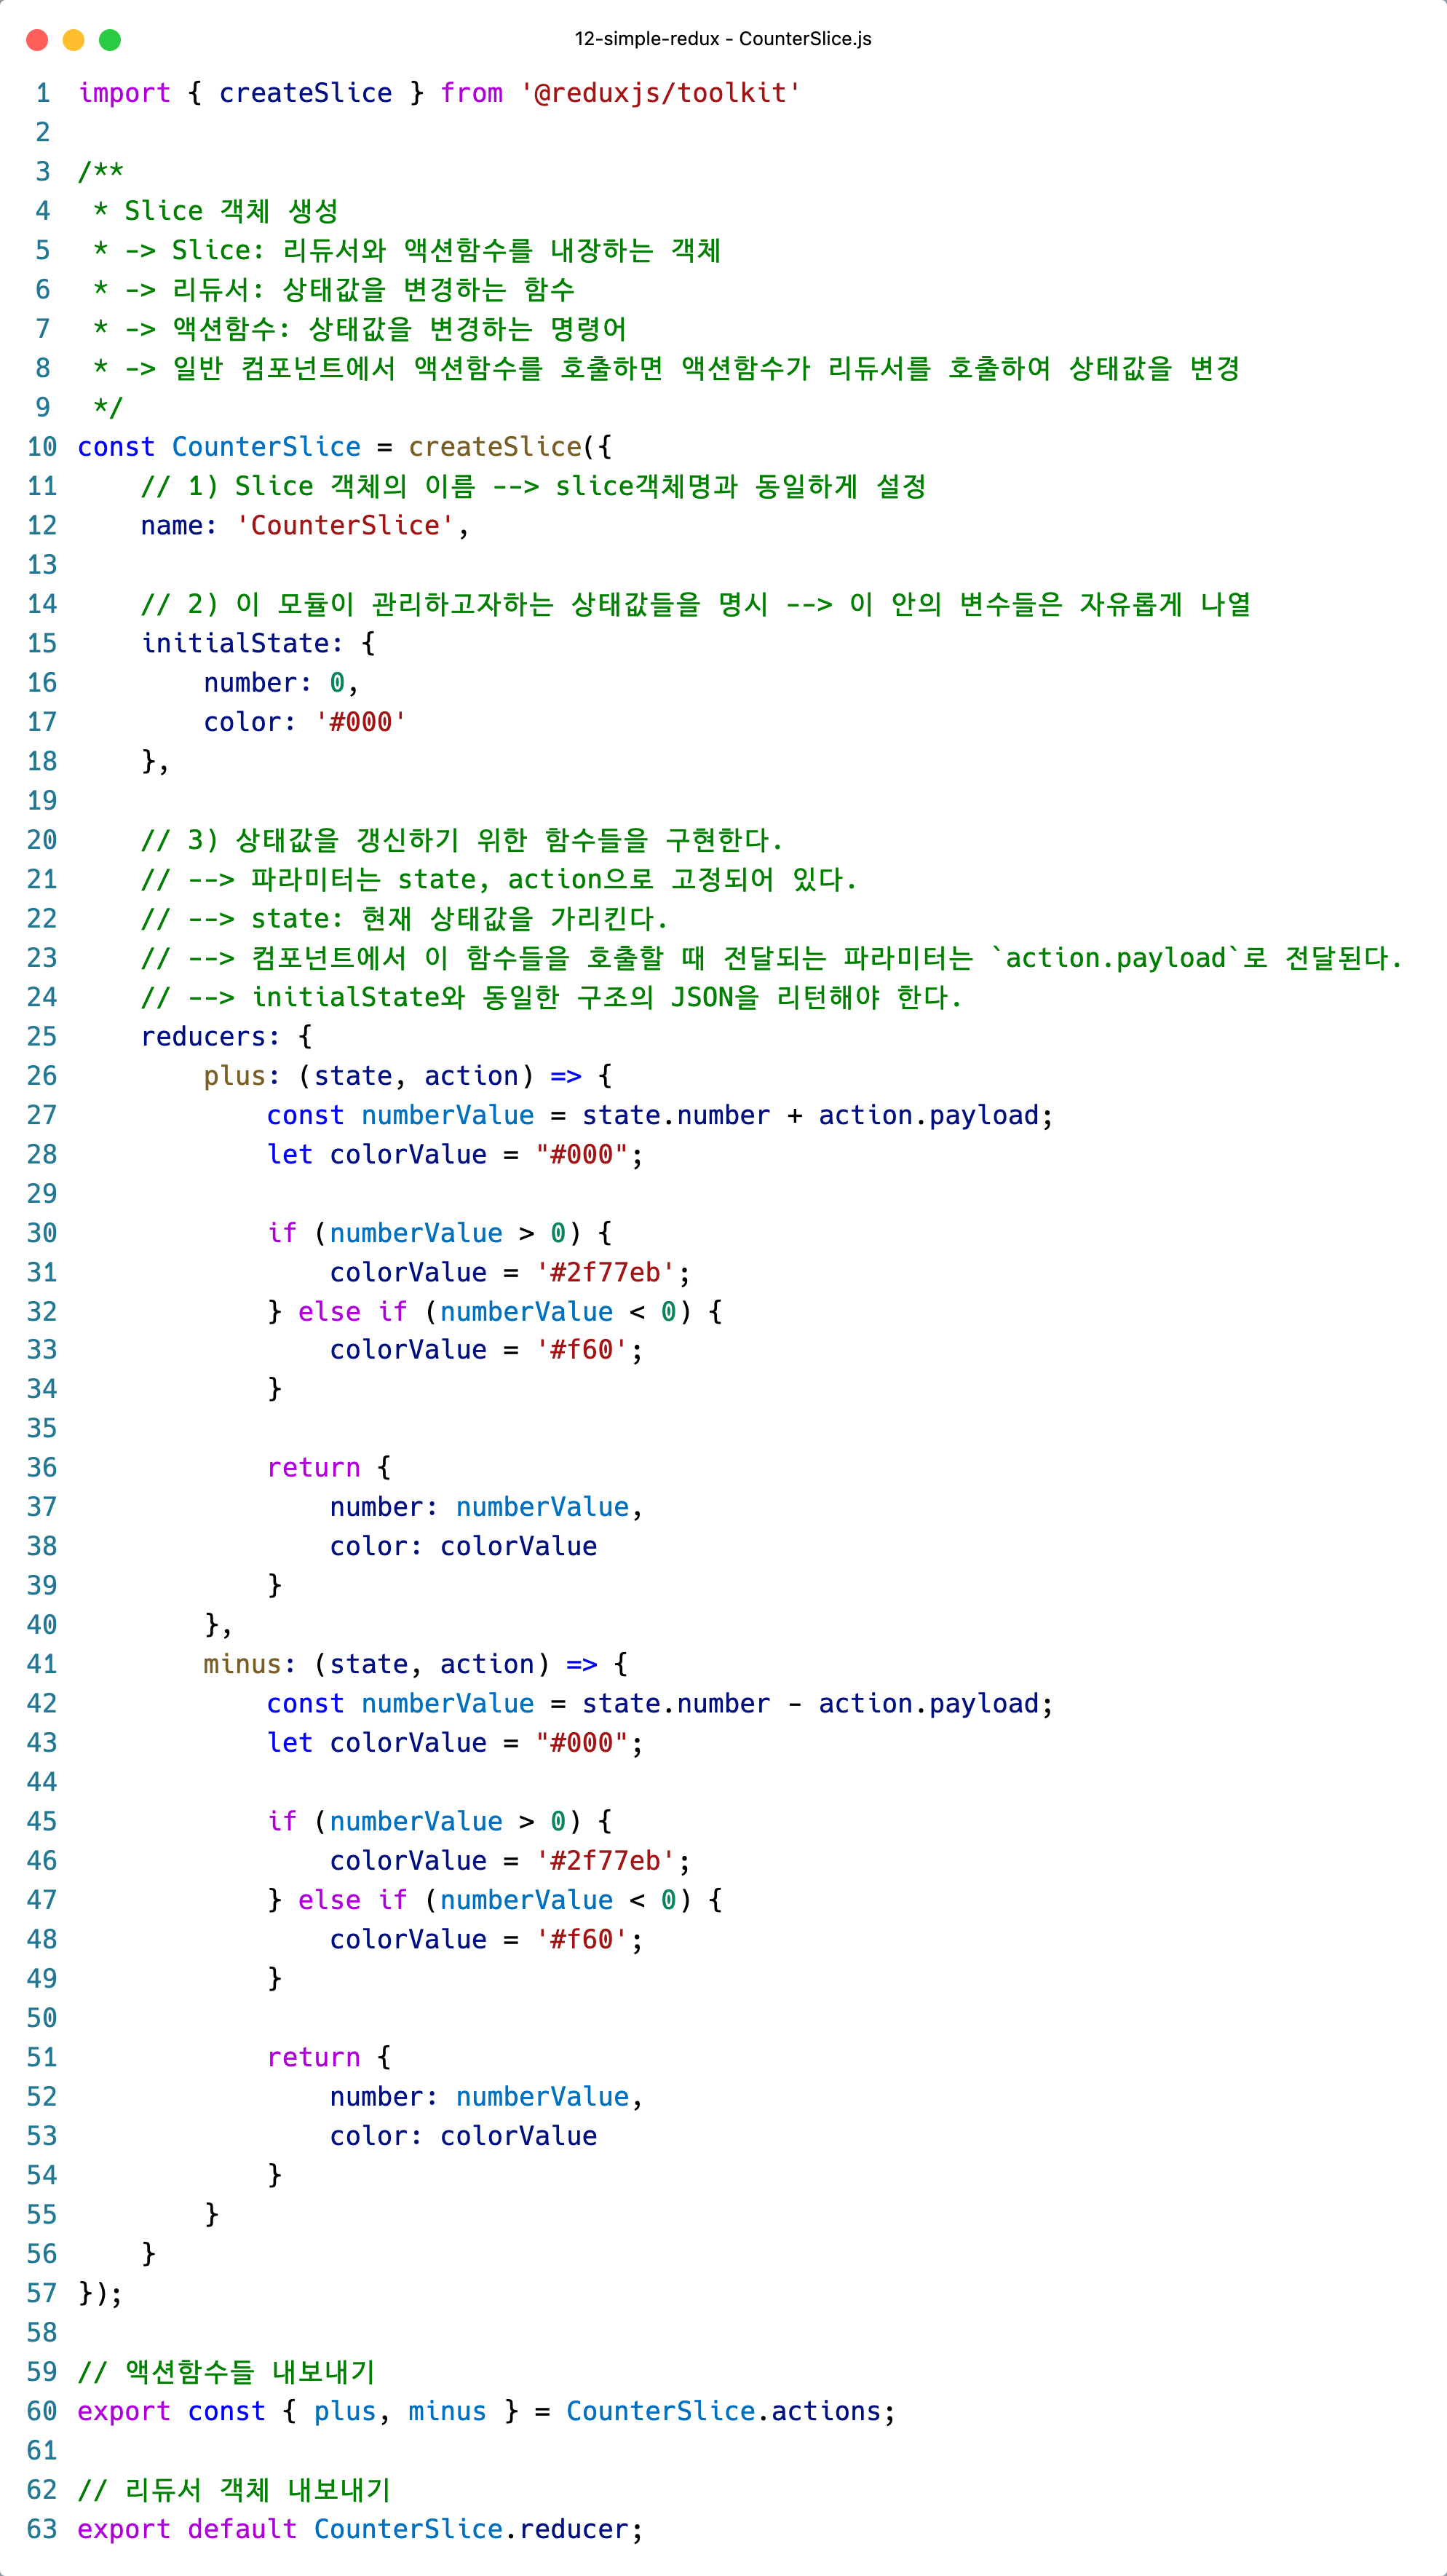 12-simple-redux - CounterSlice.js
1 import { createSlice } from '@reduxjs/toolkit'
2
3 /**
4  * Slice 객체 생성
5  * -> Slice: 리듀서와 액션함수를 내장하는 객체
6  * -> 리듀서: 상태값을 변경하는 함수
7  * -> 액션함수: 상태값을 변경하는 명령어
8  * -> 일반 컴포넌트에서 액션함수를 호출하면 액션함수가 리듀서를 호출하여 상태값을 변경
9  */
10 const CounterSlice = createSlice({
11     // 1) Slice 객체의 이름 --> slice객체명과 동일하게 설정
12     name: 'CounterSlice',
13
14     // 2) 이 모듈이 관리하고자하는 상태값들을 명시 --> 이 안의 변수들은 자유롭게 나열
15     initialState: {
16         number: 0,
17         color: '#000'
18     },
19
20     // 3) 상태값을 갱신하기 위한 함수들을 구현한다.
21     // --> 파라미터는 state, action으로 고정되어 있다.
22     // --> state: 현재 상태값을 가리킨다.
23     // --> 컴포넌트에서 이 함수들을 호출할 때 전달되는 파라미터는 `action.payload`로 전달된다.
24     // --> initialState와 동일한 구조의 JSON을 리턴해야 한다.
25     reducers: {
26         plus: (state, action) => {
27             const numberValue = state.number + action.payload;
28             let colorValue = "#000";
29
30             if (numberValue > 0) {
31                 colorValue = '#2f77eb';
32             } else if (numberValue < 0) {
33                 colorValue = '#f60';
34             }
35
36             return {
37                 number: numberValue,
38                 color: colorValue
39             }
40         },
41         minus: (state, action) => {
42             const numberValue = state.number - action.payload;
43             let colorValue = "#000";
44
45             if (numberValue > 0) {
46                 colorValue = '#2f77eb';
47             } else if (numberValue < 0) {
48                 colorValue = '#f60';
49             }
50
51             return {
52                 number: numberValue,
53                 color: colorValue
54             }
55         }
56     }
57 });
58
59 // 액션함수들 내보내기
60 export const { plus, minus } = CounterSlice.actions;
61
62 // 리듀서 객체 내보내기
63 export default CounterSlice.reducer;